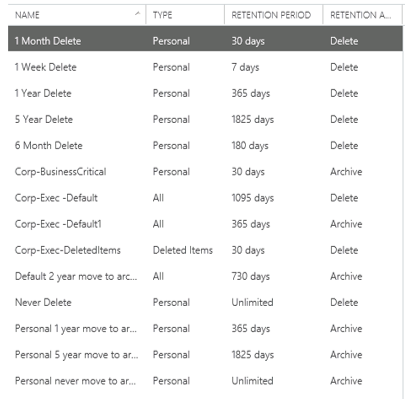 NAME TYPE RETENTION PERIOD RETENTION A...
1 Month Delete Personal 30 days Delete
1 Week Delete Personal 7 days Delete
1 Year Delete Personal 365 days Delete
5 Year Delete Personal 1825 days Delete
6 Month Delete Personal 180 days Delete
Corp-BusinessCritical Personal 30 days Archive
Corp-Exec -Default All 1095 days Delete
Corp-Exec -Default1 All 365 days Archive
Corp-Exec-DeletedItems Deleted Items 30 days Delete
Default 2 year move to arc... All 730 days Archive
Never Delete Personal Unlimited Delete
Personal 1 year move to ar... Personal 365 days Archive
Personal 5 year move to ar... Personal 1825 days Archive
Personal never move to ar... Personal Unlimited Archive